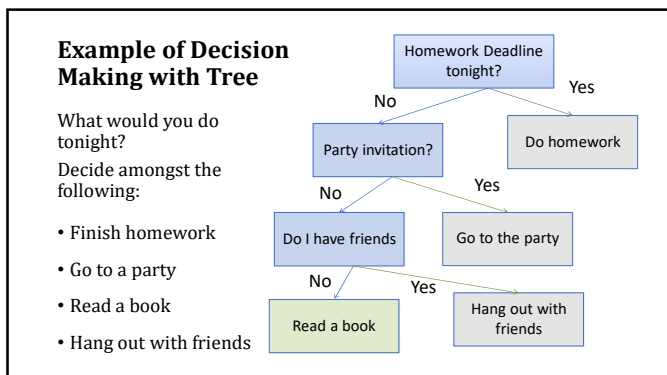 Example of Decision
Making with Tree
What would you do
tonight?
Decide amongst the
following:
• Finish homework
• Go to a party
• Read a book
• Hang out with friends
Homework Deadline
tonight?
No
Yes
Party invitation?
Do homework
No
Yes
Do I have friends
Go to the party
No
Yes
Read a book
Hang out with
friends